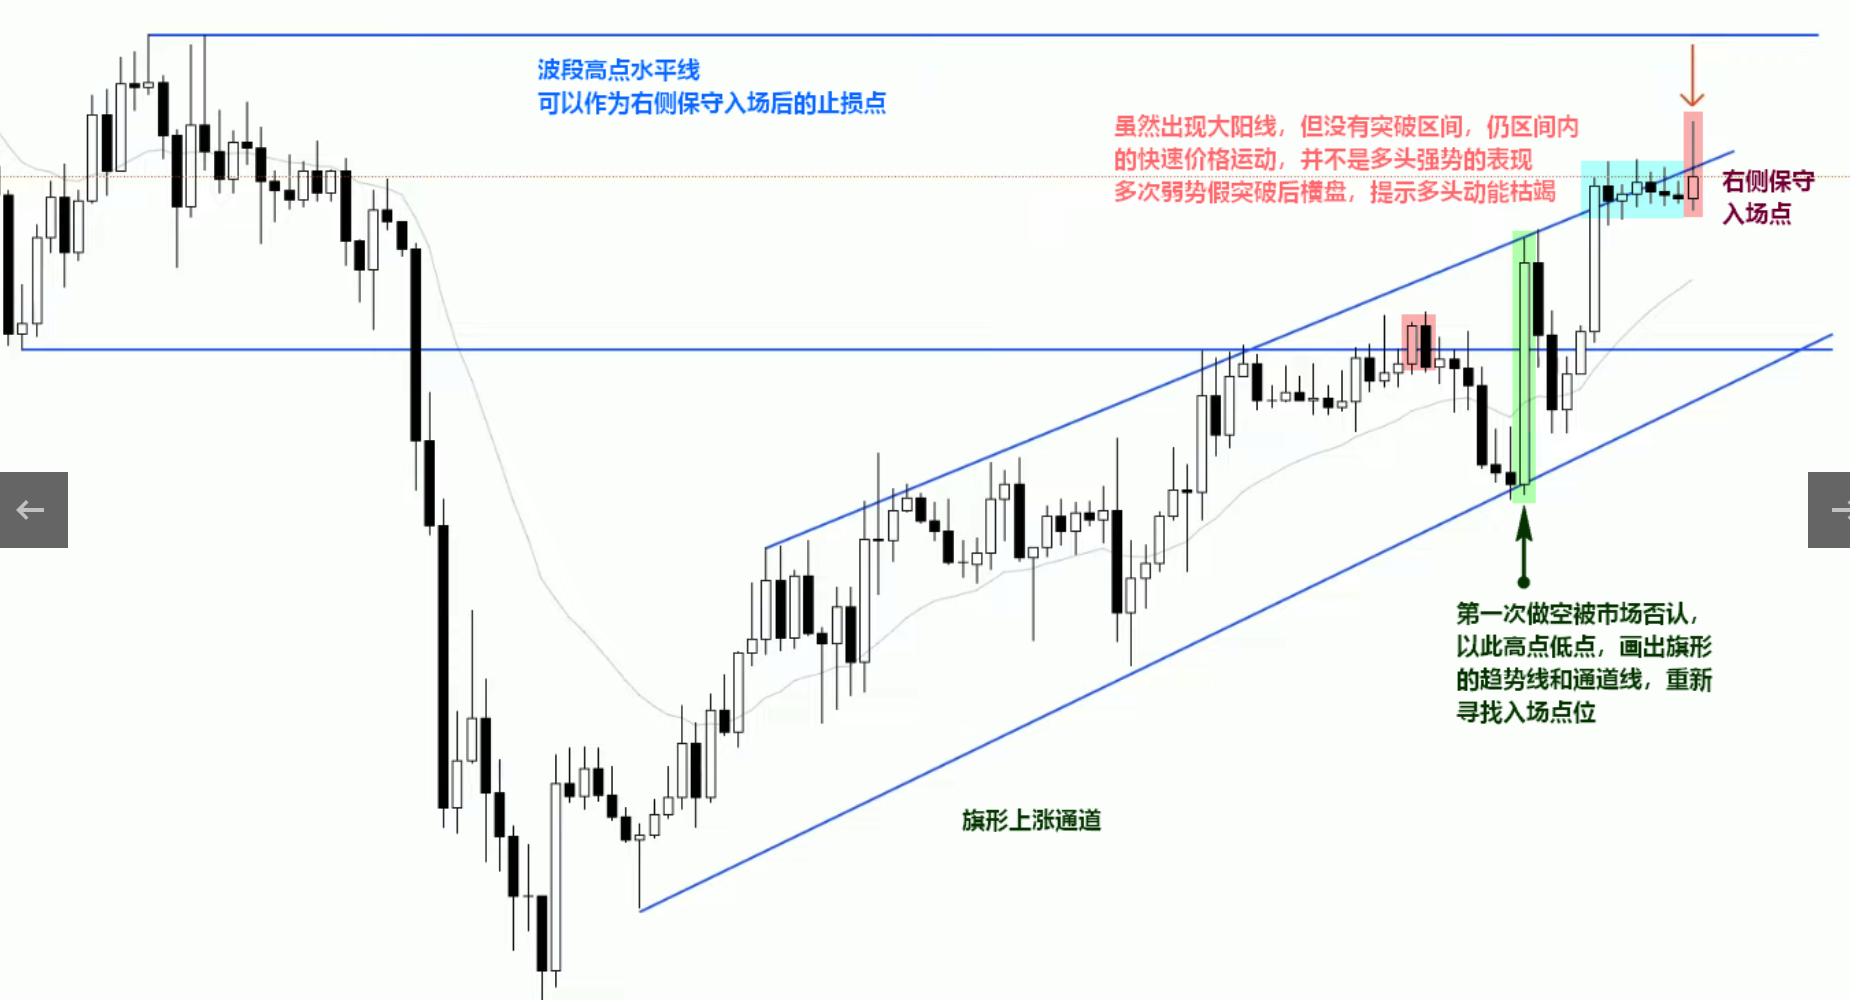 波段高点水平线
可以作为右侧保守入场后的止损点
虽然出现大阳线，但没有突破区间，仍区间内
的快速价格运动，并不是多头强势的表现
多次弱势假突破后横盘，提示多头动能枯竭
右侧保守
入场点
第一次做空被市场否认，
以此高点低点，画出旗形
的趋势线和通道线，重新
寻找入场点位
旗形上涨通道